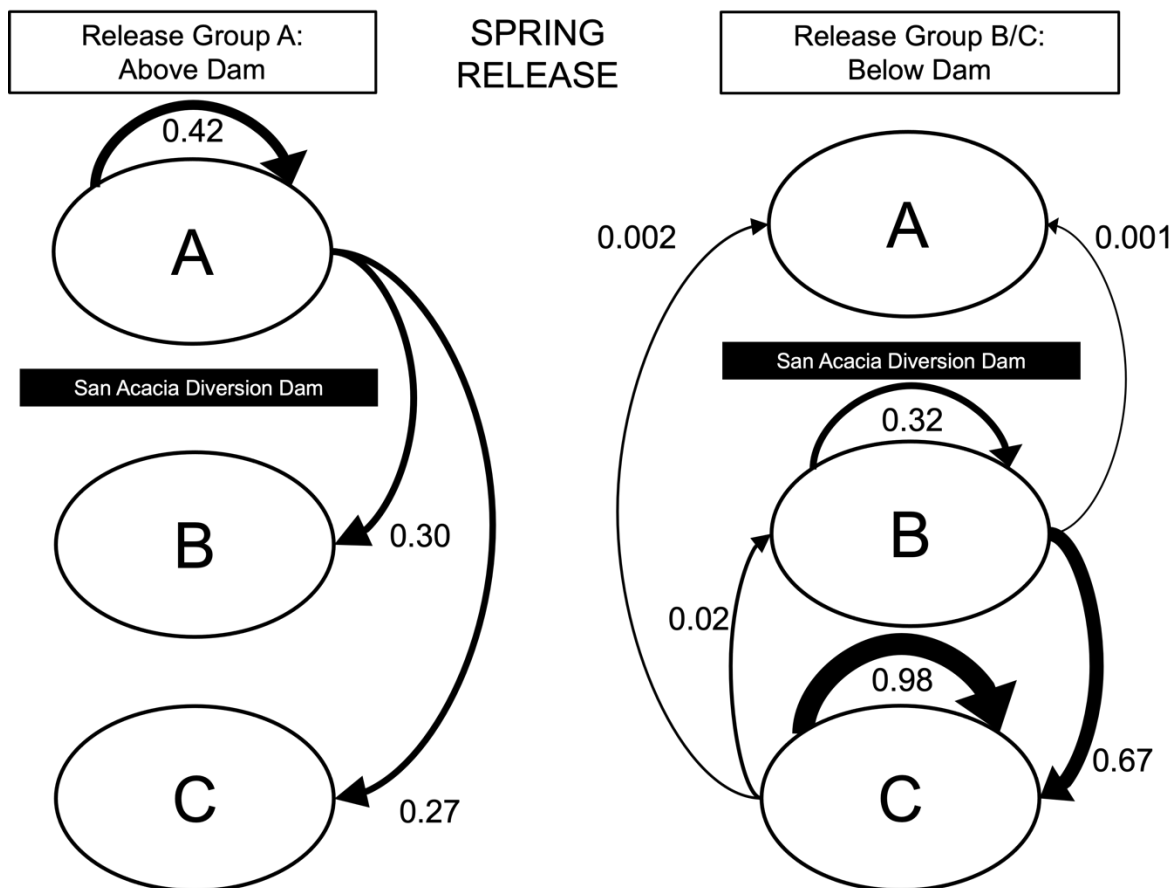 Release Group A:
Above Dam
SPRING
RELEASE
Release Group B/C:
Below Dam
0.42
A
San Acacia Diversion Dam
B
0.30
C
0.27
A
0.002
0.001
San Acacia Diversion Dam
0.32
B
0.02
0.98
0.67
C